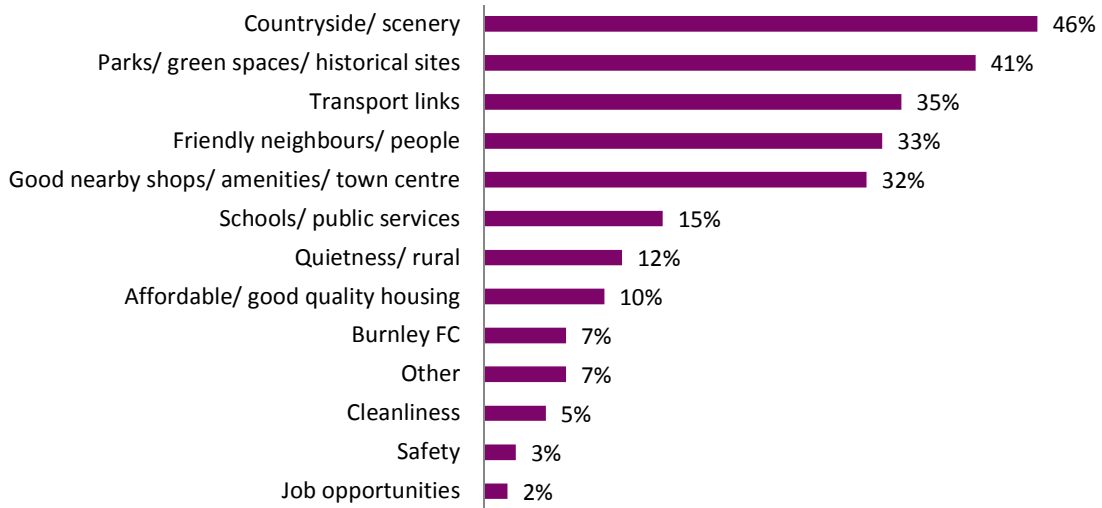 Countryside/ scenery 46%
Parks/ green spaces/ historical sites 41%
Transport links 35%
Friendly neighbours/ people 33%
Good nearby shops/ amenities/ town centre 32%
Schools/ public services 15%
Quietness/ rural 12%
Affordable/ good quality housing 10%
Burnley FC 7%
Other 7%
Cleanliness 5%
Safety 3%
Job opportunities 2%